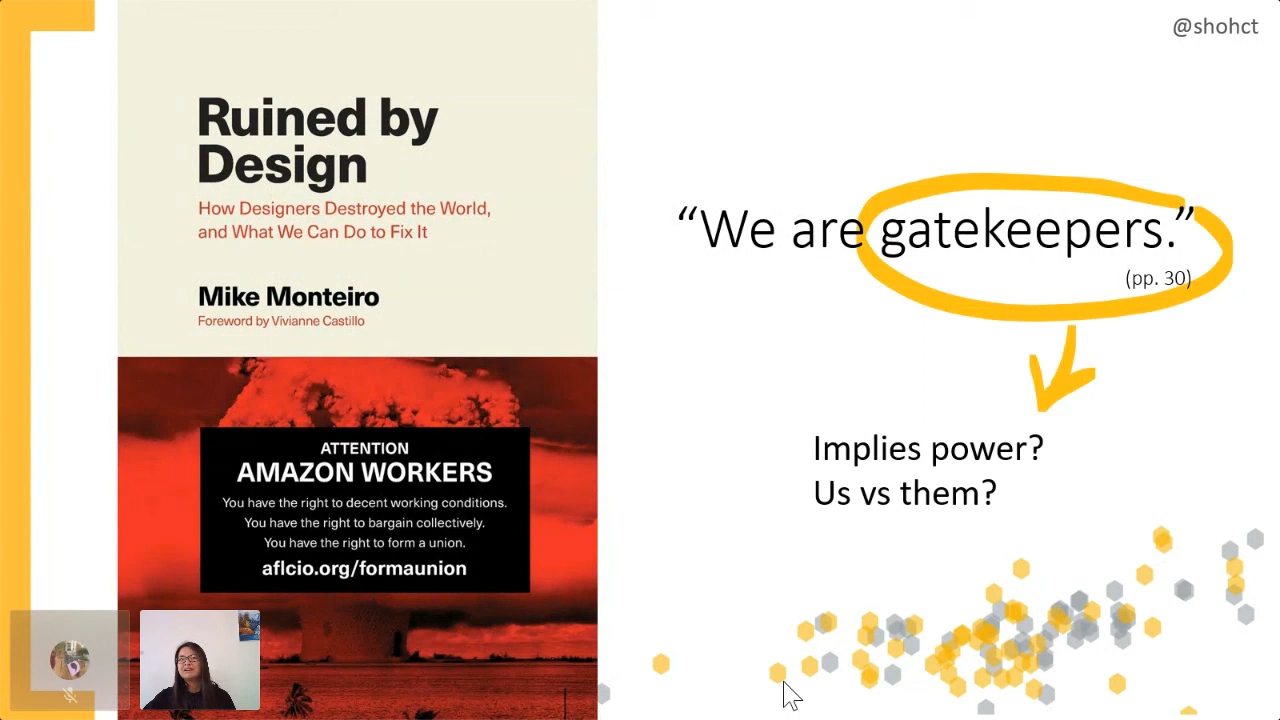 @shohct
Ruined by
Design
How Designers Destroyed the World,
and What We Can Do to Fix It
Mike Monteiro
Foreword by Vivianne Castillo
ATTENTION
AMAZON WORKERS
You have the right to decent working conditions.
You have the right to bargain collectively.
You have the right to form a union.
aflcio.org/formaunion
“We are gatekeepers.”
(pp. 30)
Implies power?
Us vs them?